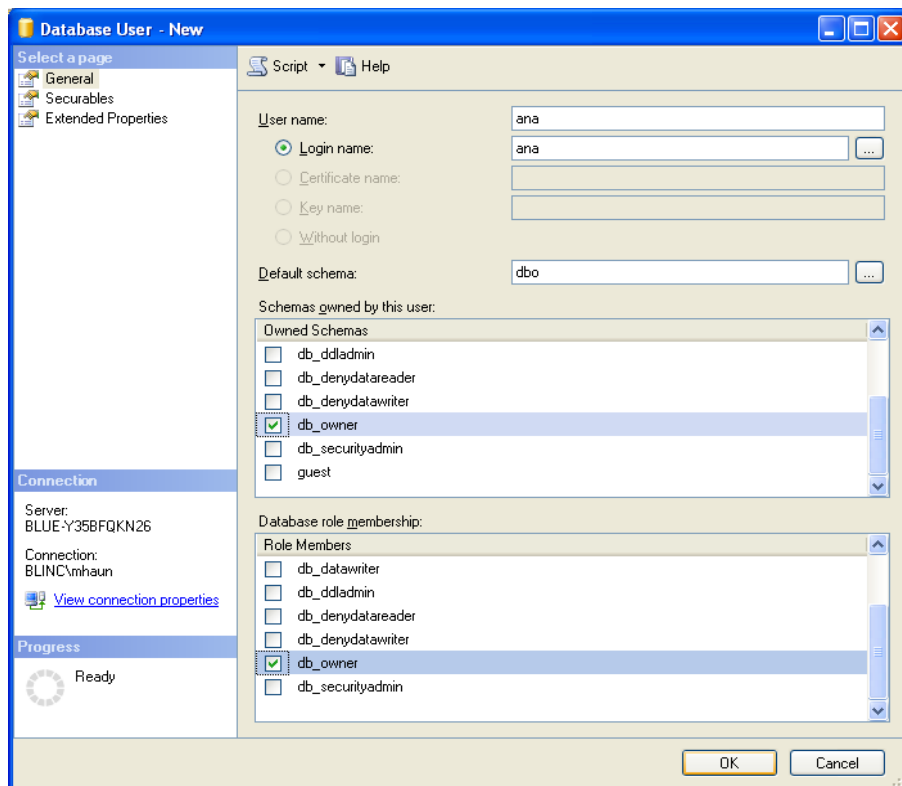 Database User - New
Select a page
General
Securables
Extended Properties
Script Help
User name: ana
Login name: ana ...
Certificate name:
Key name:
Without login
Default schema: dbo ...
Schemas owned by this user:
Owned Schemas
db_ddladmin
db_denydatareader
db_denydatawriter
db_owner
db_securityadmin
guest
Database role membership:
Role Members
db_datawriter
db_ddladmin
db_denydatareader
db_denydatawriter
db_owner
db_securityadmin
Connection
Server:
BLUE-Y35BFQKN26
Connection:
BLINC\mhaun
View connection properties
Progress
Ready
OK Cancel